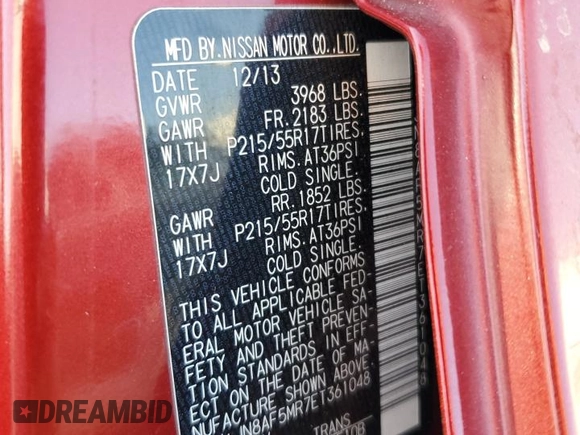 MFD BY.NISSAN MOTOR CO.,LTD.
DATE 12/13
GVWR 3968 LBS.
GAWR FR. 2183 LBS.
WITH P215/55R17TIRES.
17X7J RIMS. AT36PSI
COLD SINGLE.
GAWR RR. 1852 LBS.
WITH P215/55R17TIRES.
17X7J RIMS. AT36PSI
COLD SINGLE.
THIS VEHICLE CONFORMS
TO ALL APPLICABLE FED-
ERAL MOTOR VEHICLE SA-
FETY AND THEFT PREVEN-
TION STANDARDS IN EFF-
ECT ON THE DATE OF MA-
NUFACTURE SHOWN ABOVE.
JN8AF5MR7ET361048
TRANS
JN8AF5MR7ET361048
DREAMBID